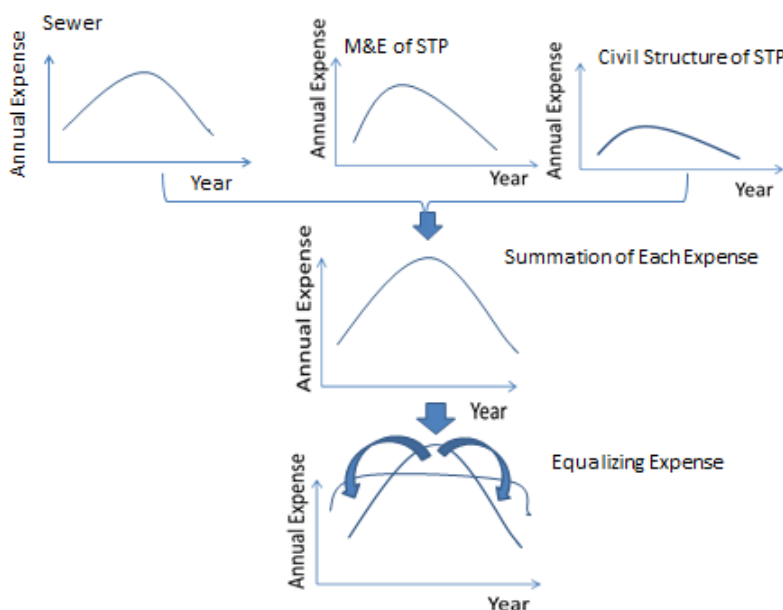 Sewer
Annual Expense
Year
M&E of STP
Annual Expense
Year
Civil Structure of STP
Annual Expense
Year
Summation of Each Expense
Annual Expense
Year
Equalizing Expense
Annual Expense
Year